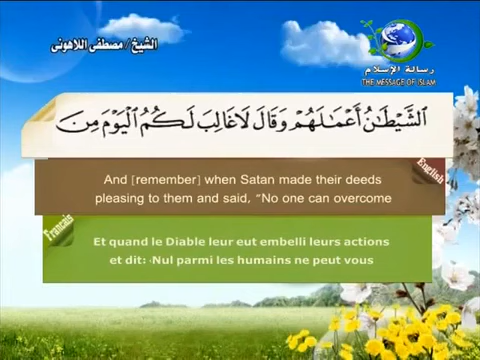 الشيخ / مصطفى اللاهونى
رسالة الإسلام
THE MESSAGE OF ISLAM
الشَّيْطَٰنُ أَعْمَٰلَهُمْ وَقَالَ لَا غَالِبَ لَكُمُ الْيَوْمَ مِنَ
English
And [remember] when Satan made their deeds
pleasing to them and said, "No one can overcome
Francais
Et quand le Diable leur eut embelli leurs actions
et dit: ‹Nul parmi les humains ne peut vous